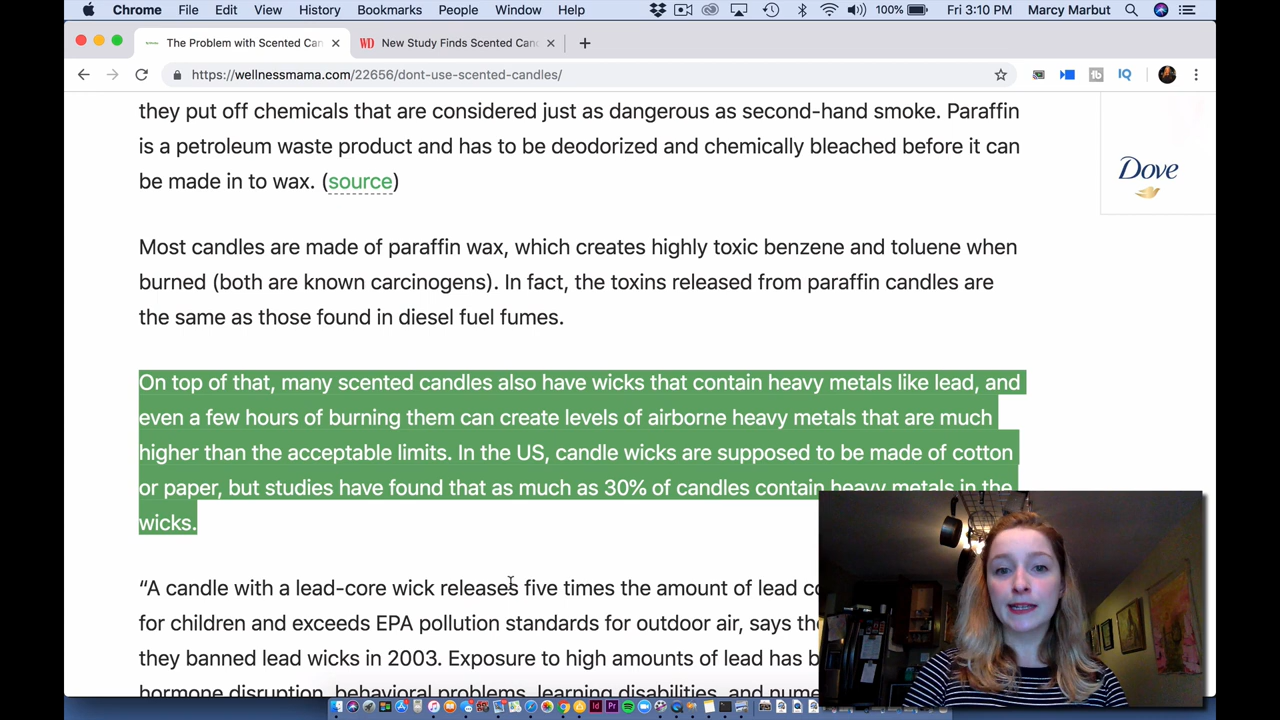 Chrome File Edit View History Bookmarks People Window Help 100% Fri 3:10 PM Marcy Marbut
The Problem with Scented Can New Study Finds Scented Canc
https://wellnessmama.com/22656/dont-use-scented-candles/
they put off chemicals that are considered just as dangerous as second-hand smoke. Paraffin
is a petroleum waste product and has to be deodorized and chemically bleached before it can
be made in to wax. (source)
Dove
Most candles are made of paraffin wax, which creates highly toxic benzene and toluene when
burned (both are known carcinogens). In fact, the toxins released from paraffin candles are
the same as those found in diesel fuel fumes.
On top of that, many scented candles also have wicks that contain heavy metals like lead, and
even a few hours of burning them can create levels of airborne heavy metals that are much
higher than the acceptable limits. In the US, candle wicks are supposed to be made of cotton
or paper, but studies have found that as much as 30% of candles contain heavy metals in the
wicks.
“A candle with a lead-core wick releases five times the amount of lead
for children and exceeds EPA pollution standards for outdoor air, says
they banned lead wicks in 2003. Exposure to high amounts of lead has
hormone disruption, behavioral problems, learning disabilities, and